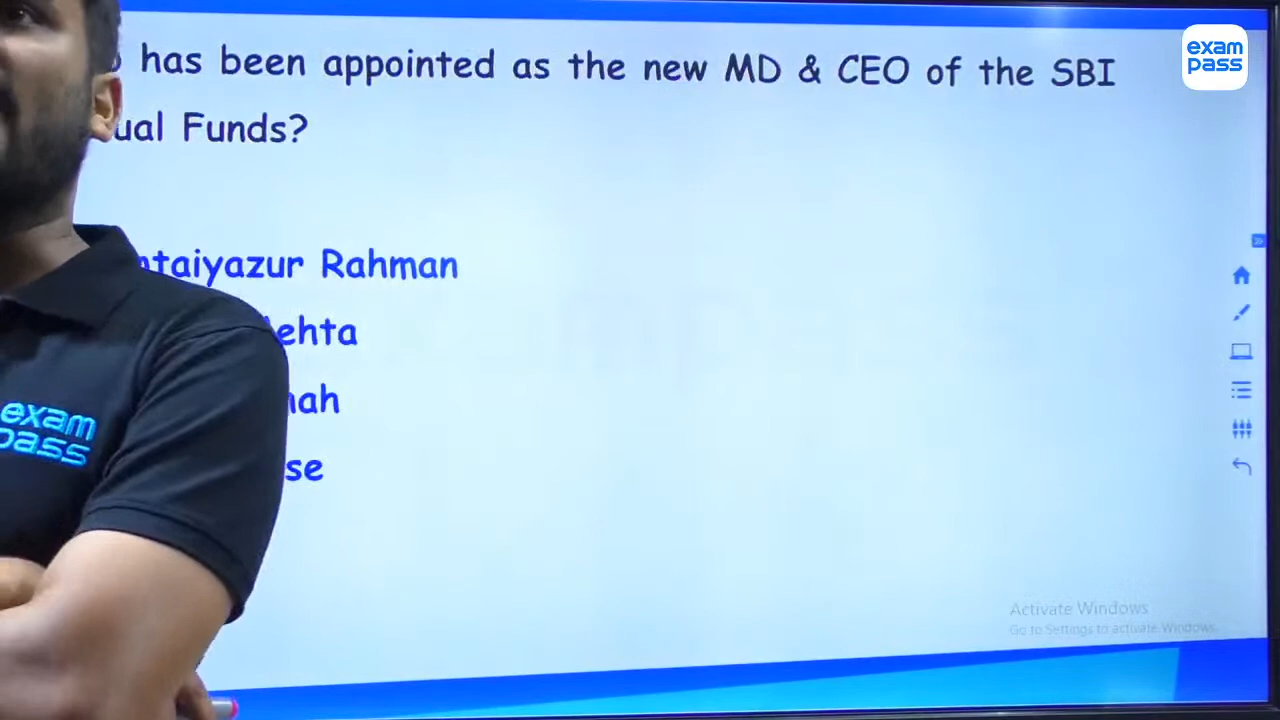 has been appointed as the new MD & CEO of the SBI
ual Funds?
ntaiyazur Rahman
ehta
hah
se
exam
pass
exam
pass
Activate Windows
Go to Settings to activate Windows.